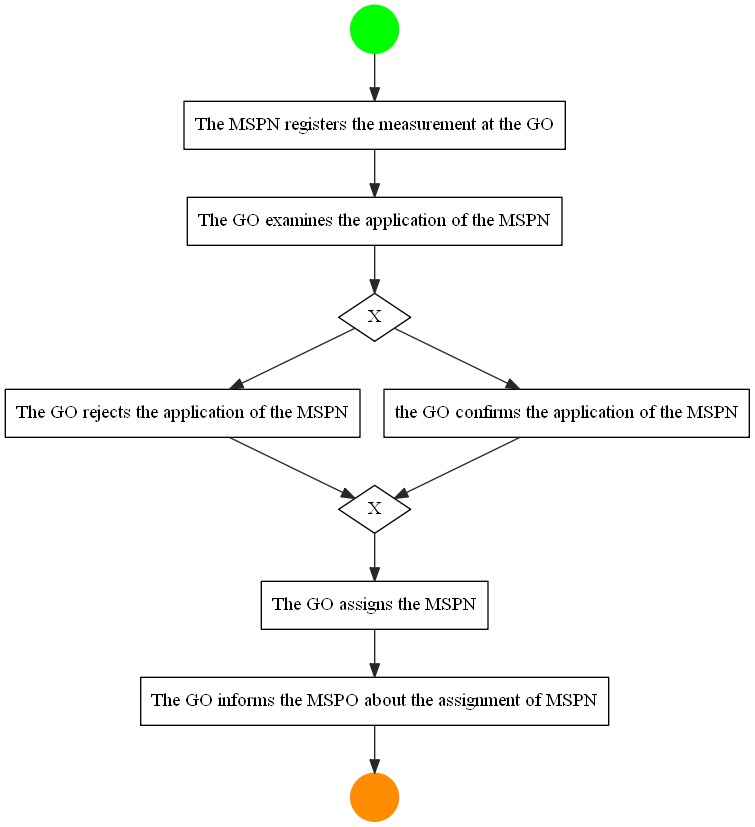 The MSPN registers the measurement at the GO
The GO examines the application of the MSPN
X
The GO rejects the application of the MSPN
the GO confirms the application of the MSPN
X
The GO assigns the MSPN
The GO informs the MSPO about the assignment of MSPN